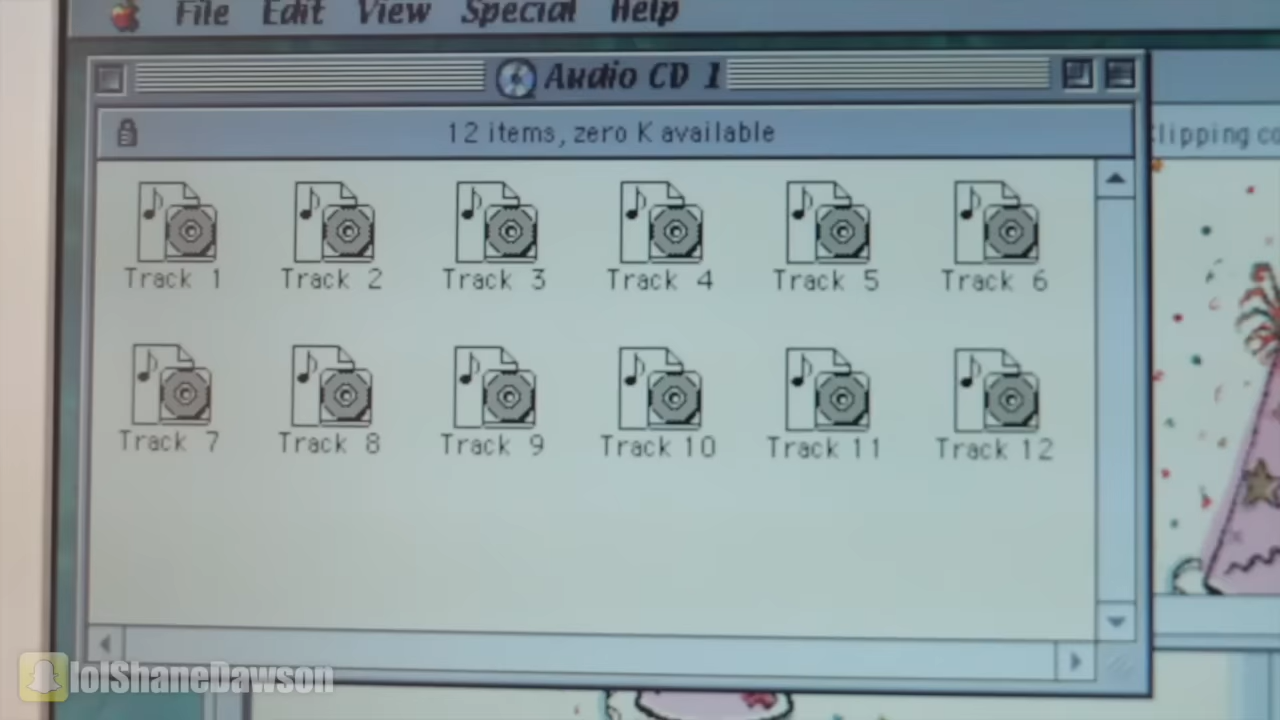 File Edit View Special Help
Audio CD 1
12 items, zero K available
Clipping
Track 1 Track 2 Track 3 Track 4 Track 5 Track 6
Track 7 Track 8 Track 9 Track 10 Track 11 Track 12
lolShaneDawson